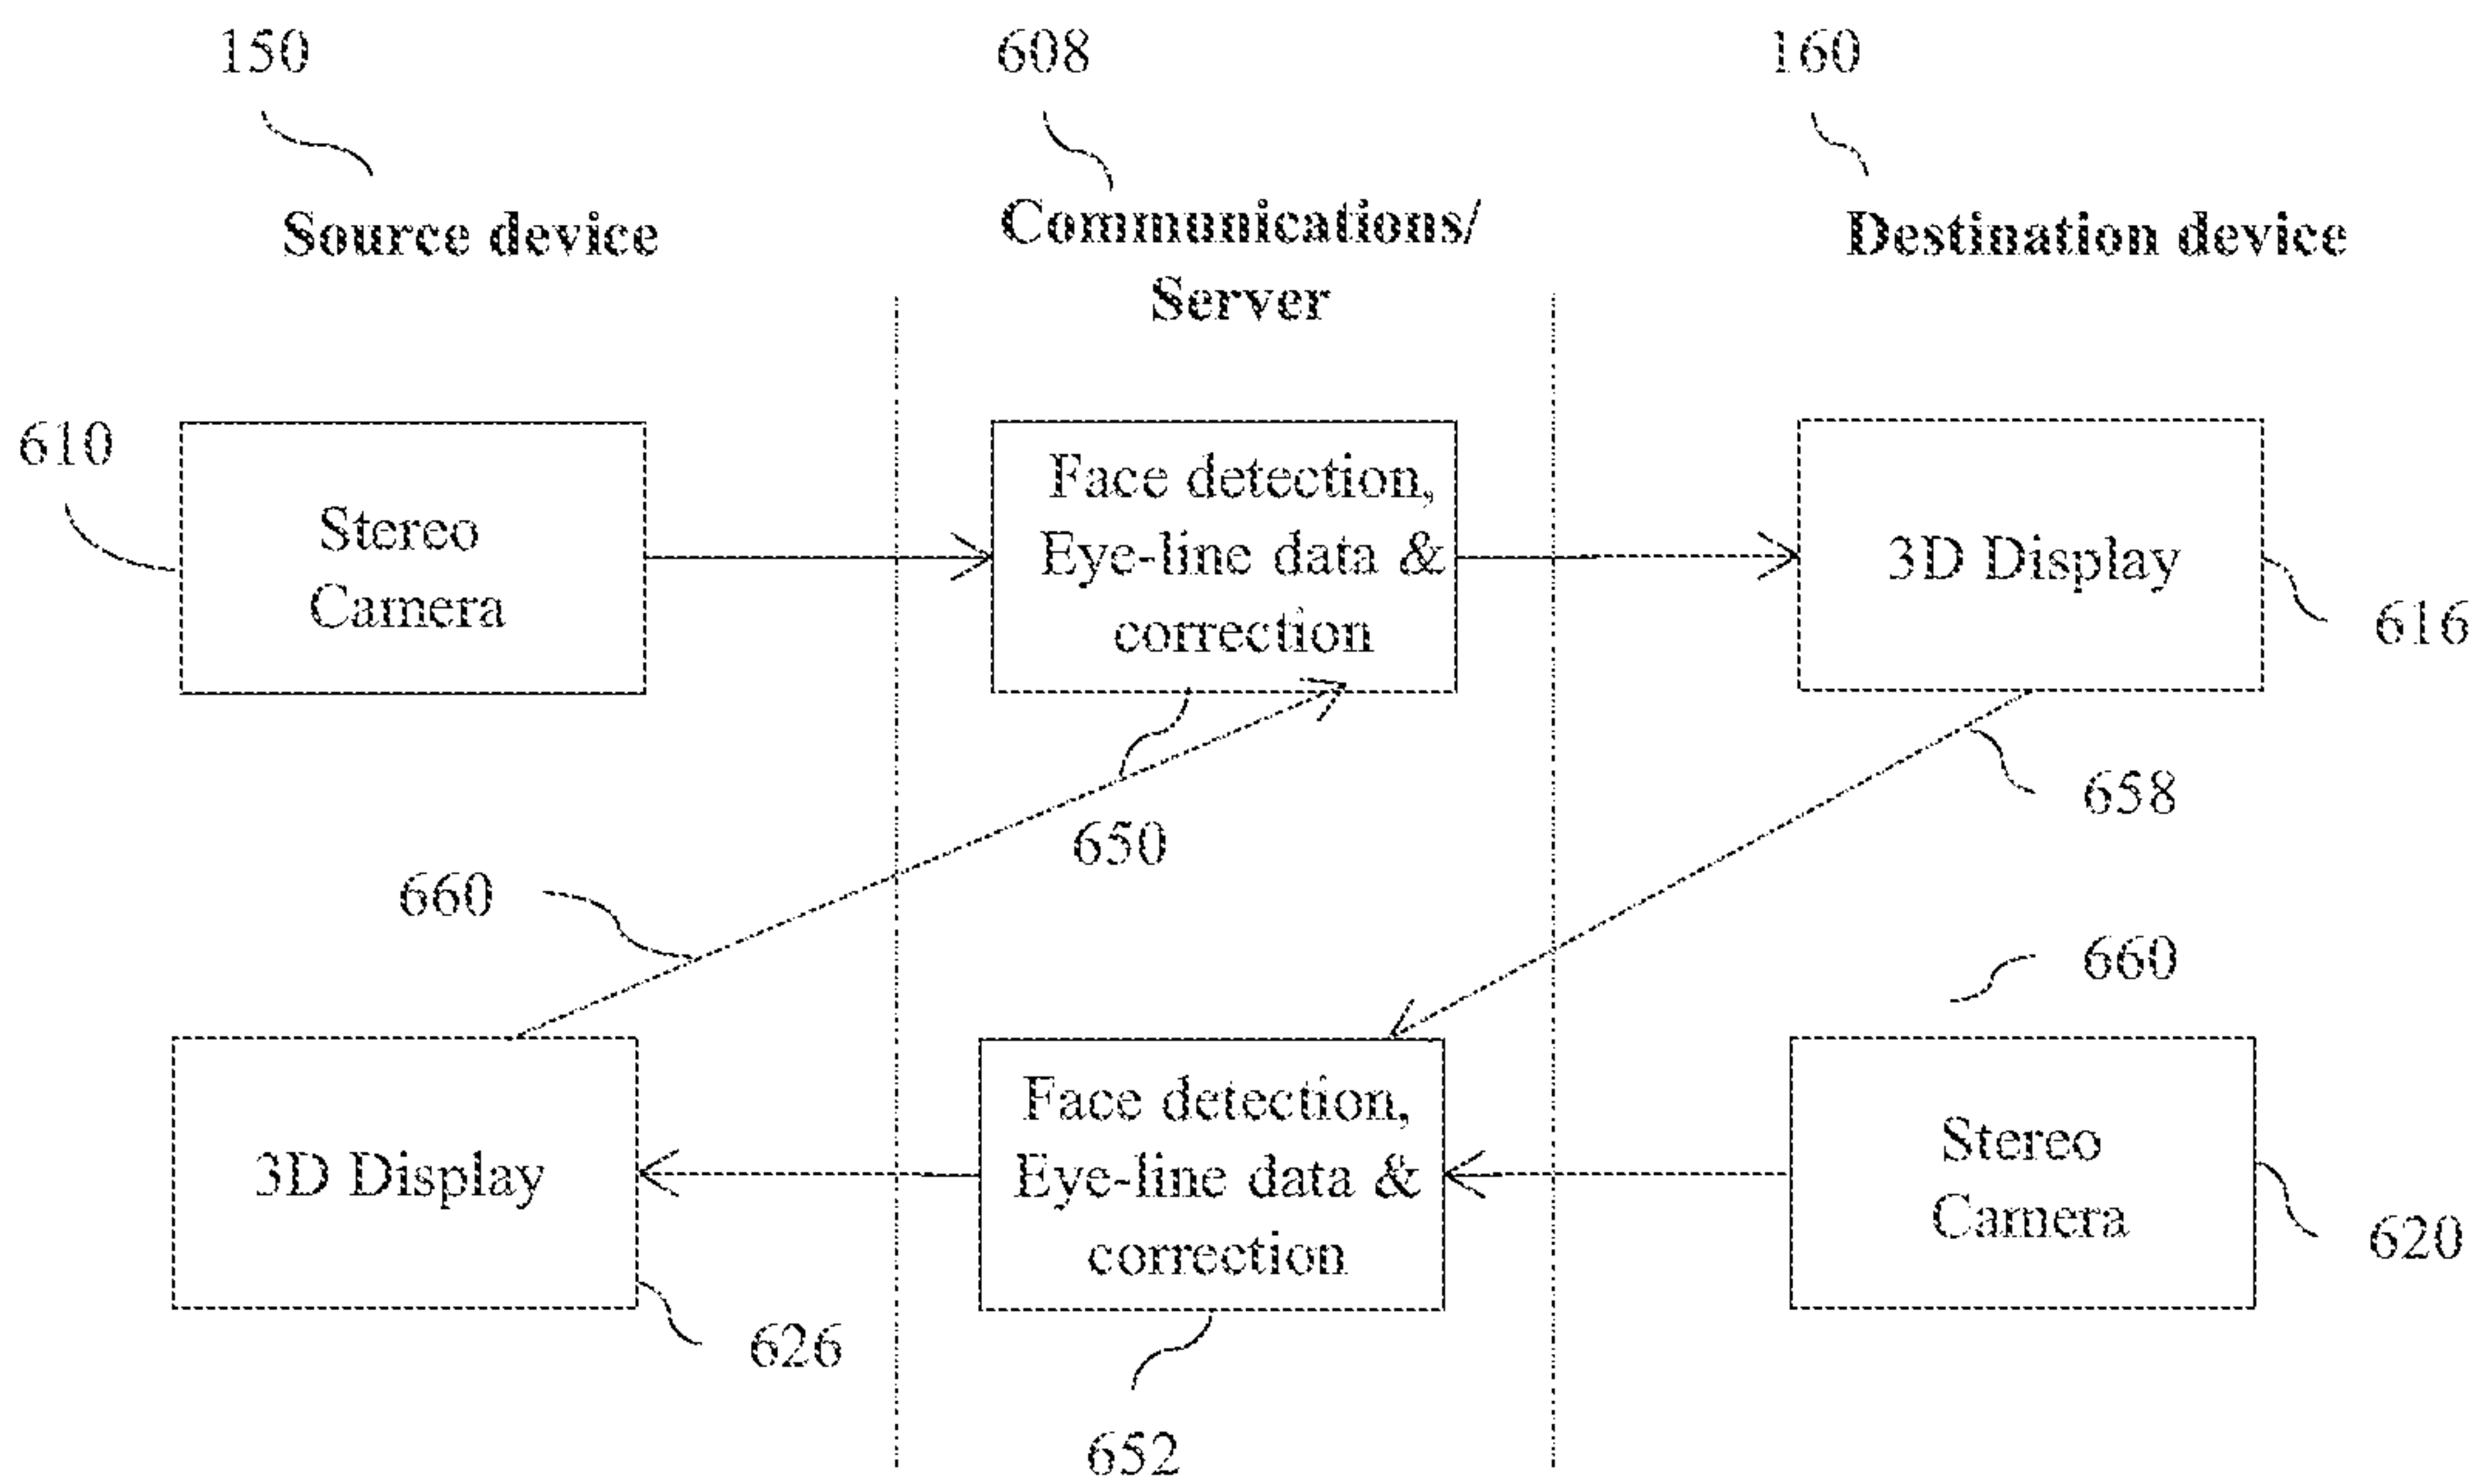 150
608
160
Source device
Communications/
Server
Destination device
610
Stereo
Camera
Face detection,
Eye-line data &
correction
3D Display
616
650
658
660
660
3D Display
Face detection,
Eye-line data &
correction
Stereo
Camera
620
626
652